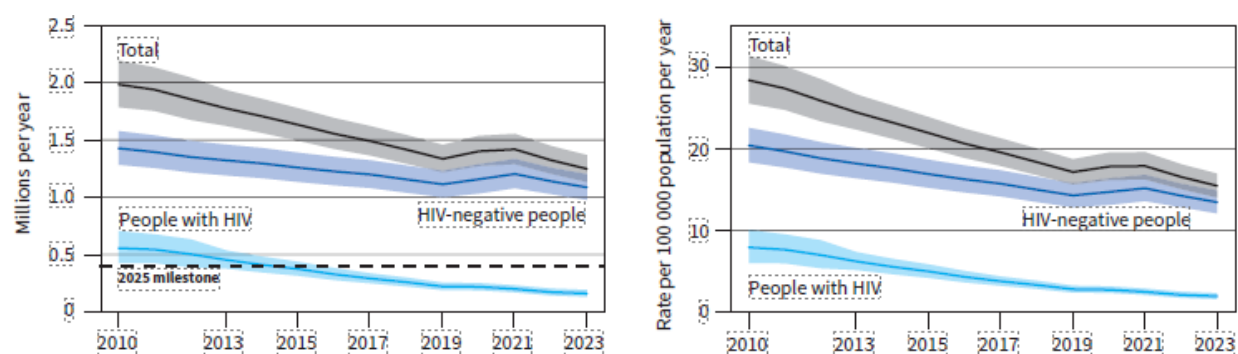 2.5
2.0
1.5
1.0
0.5
0
Millions per year
Total
People with HIV
HIV-negative people
2025 milestone
2010 2013 2015 2017 2019 2021 2023
Rate per 100 000 population per year
30
20
10
0
Total
HIV-negative people
People with HIV
2010 2013 2015 2017 2019 2021 2023